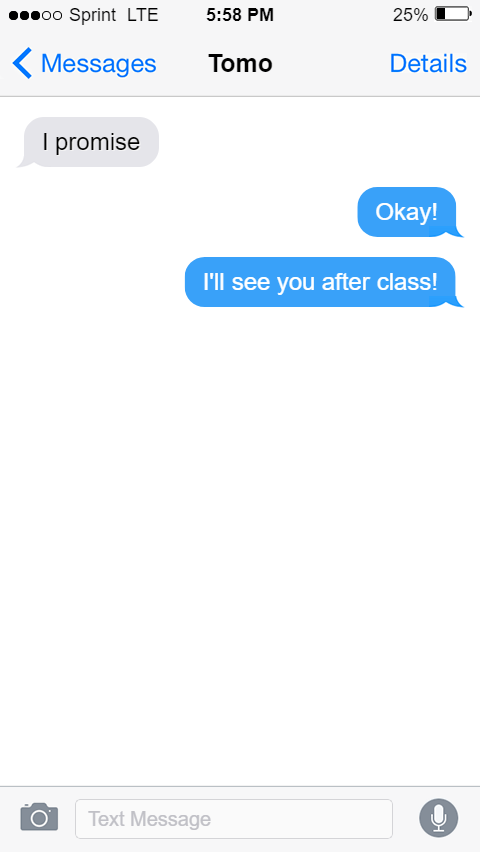 Sprint LTE 5:58 PM 25%
Messages Tomo Details
I promise
Okay!
I'll see you after class!
Text Message